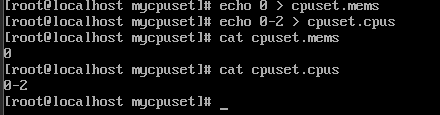 [root@localhost mycpuset]# echo 0 > cpuset.mems
[root@localhost mycpuset]# echo 0-2 > cpuset.cpus
[root@localhost mycpuset]# cat cpuset.mems
0
[root@localhost mycpuset]# cat cpuset.cpus
0-2
[root@localhost mycpuset]# _